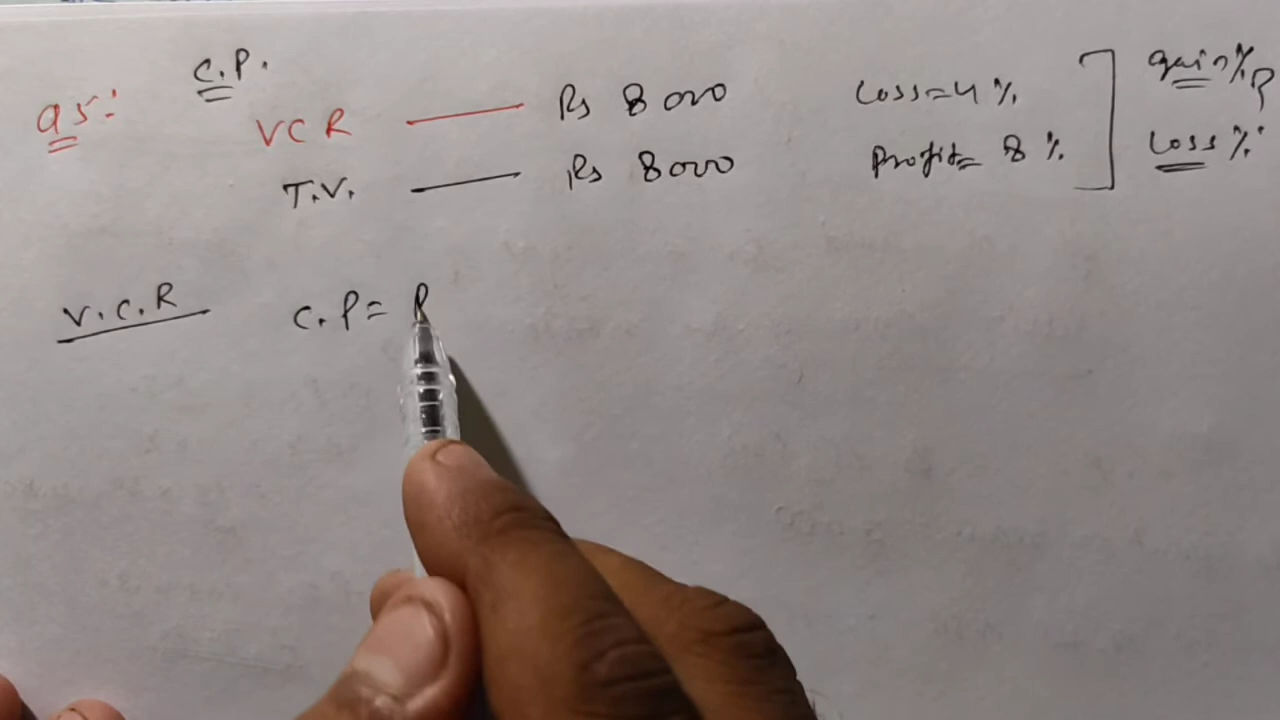 C.P.
Q5:
VCR — Rs 8000 Loss=4%
T.V. — Rs 8000 Profit= 8%
gain%
Loss%?
V.C.R C.P= R